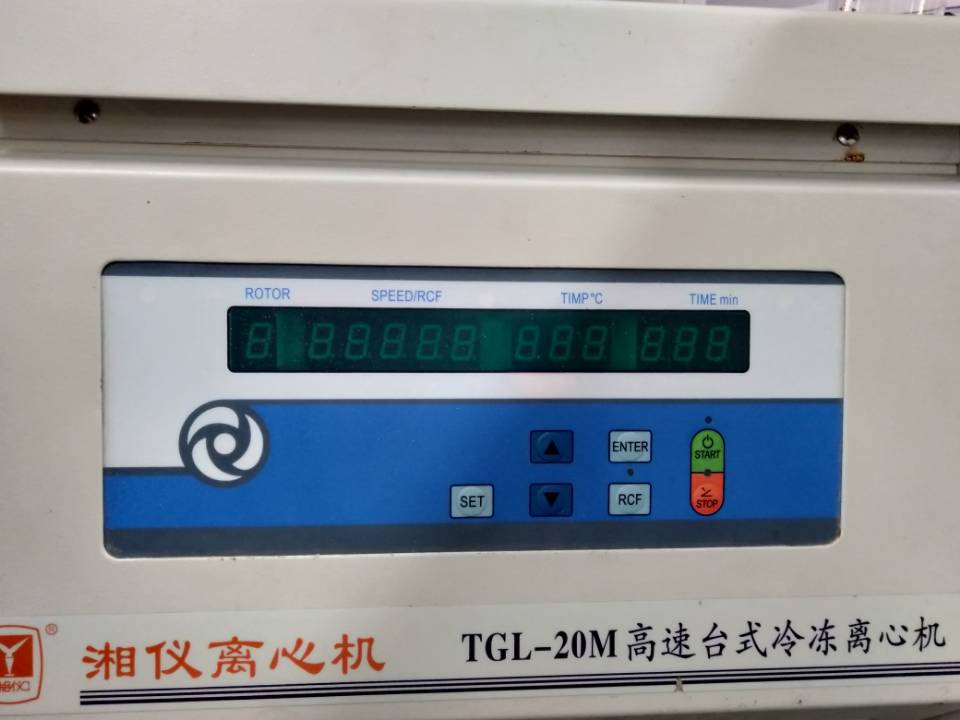 ROTOR SPEED/RCF TIMP°C TIME min
ENTER
START
SET
RCF
STOP
® 湘仪离心机 TGL-20M高速台式冷冻离心机